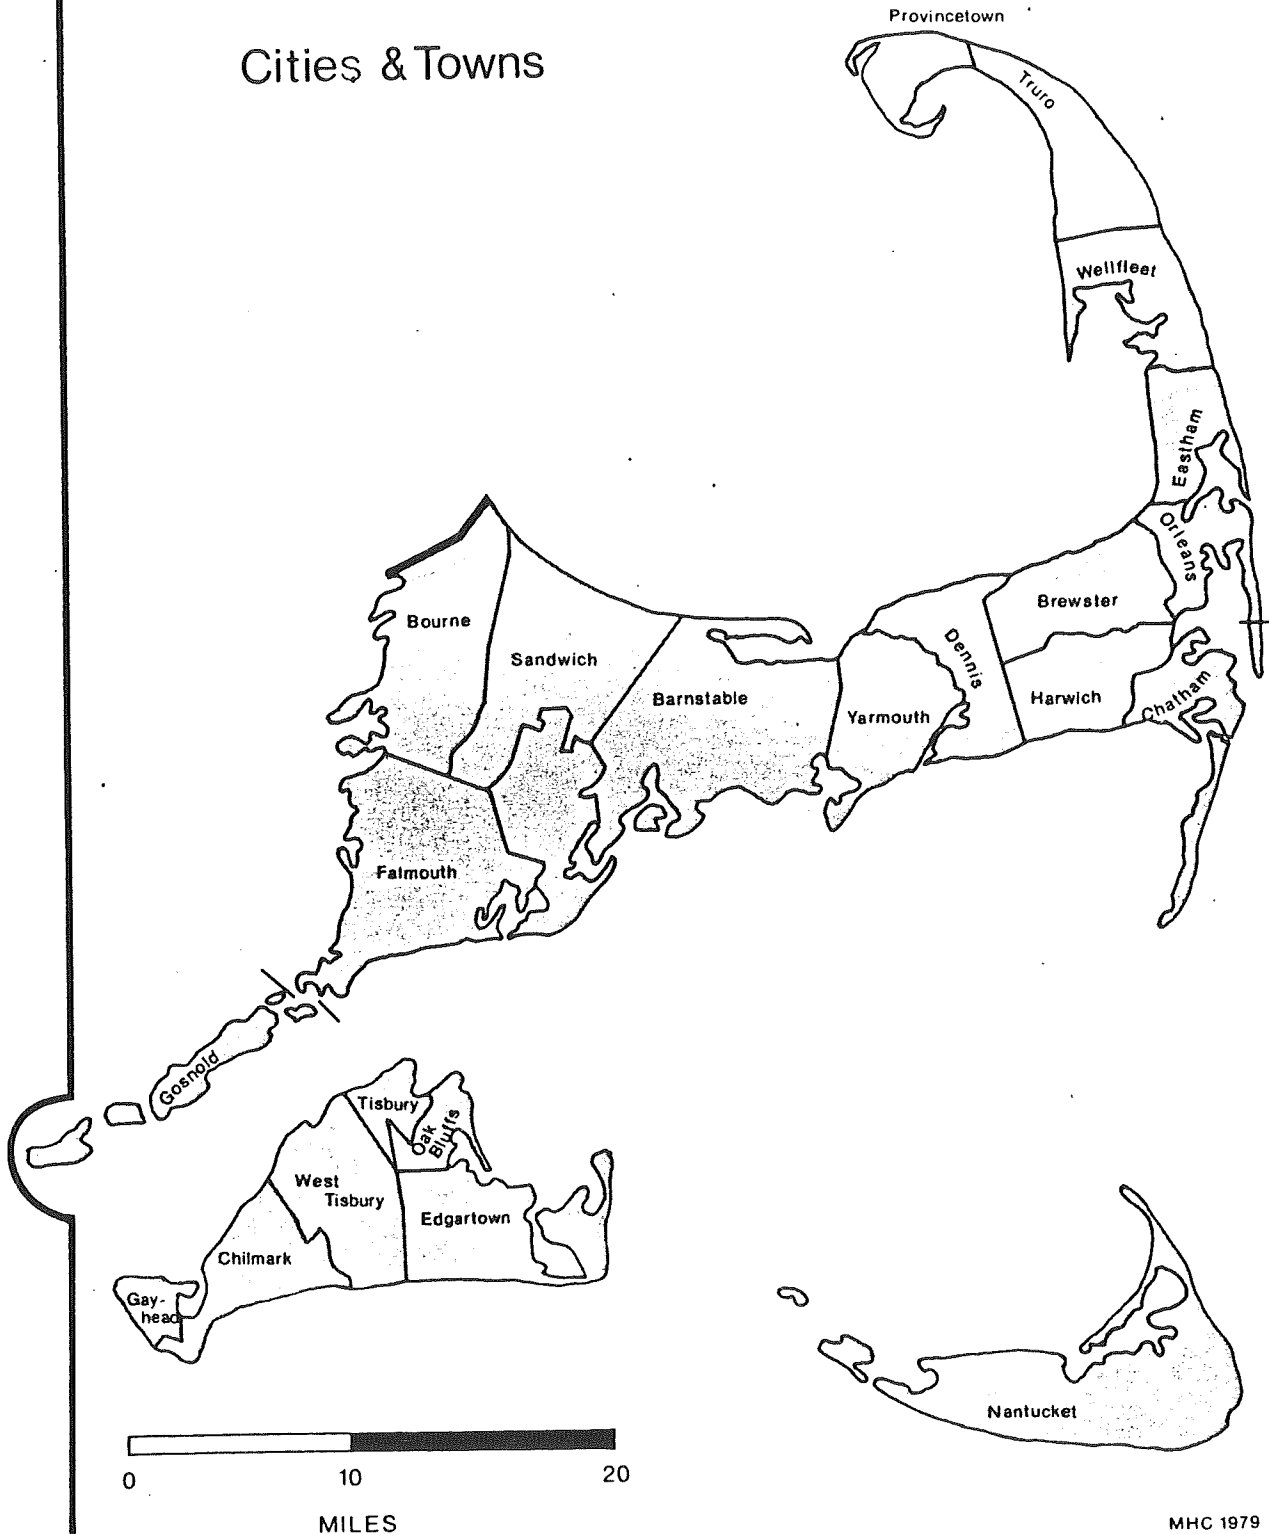 Cities & Towns
Provincetown
Truro
Wellfleet
Eastham
Orleans
Brewster
Bourne
Sandwich
Dennis
Barnstable
Harwich
Chatham
Yarmouth
Falmouth
Gosnold
Tisbury
Oak
Bluffs
West
Tisbury
Edgartown
Chilmark
Gay-
head
Nantucket
0 10 20
MILES
MHC 1979